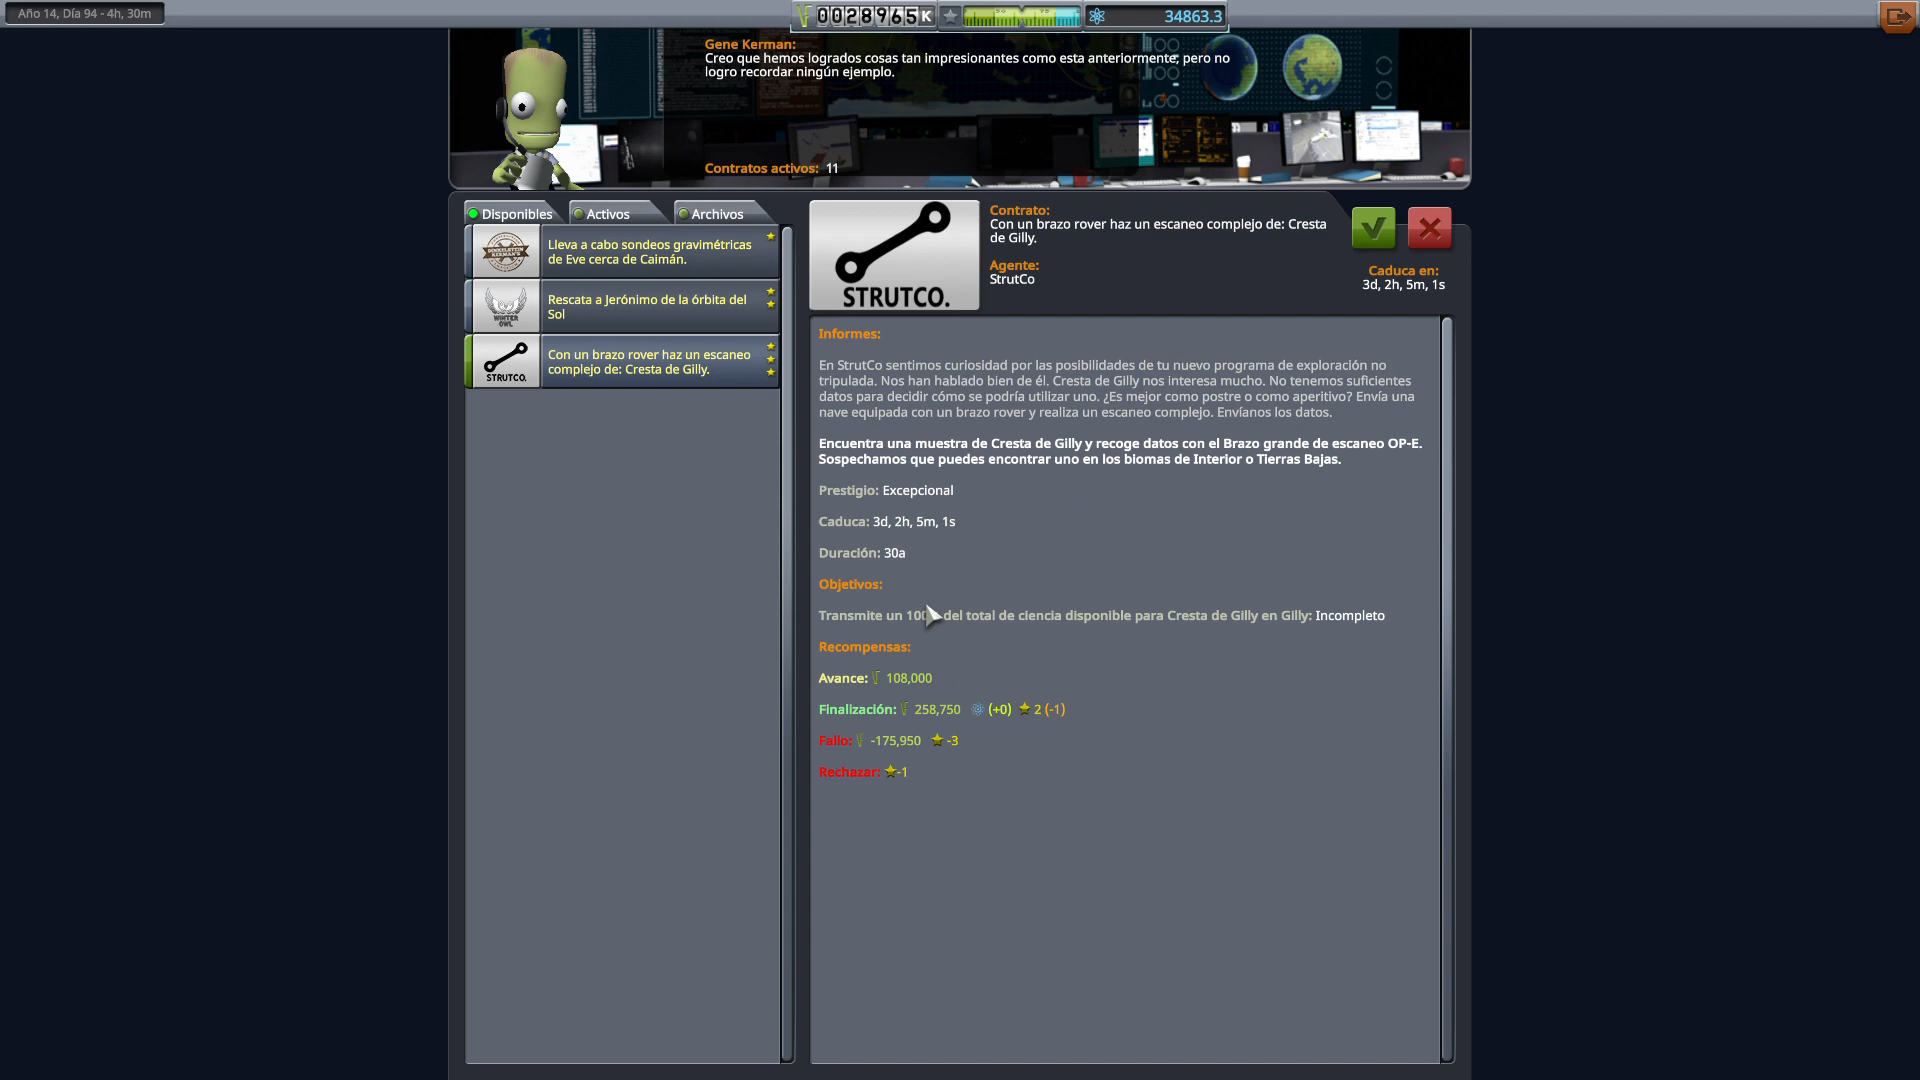 Año 14, Día 94 - 4h, 30m
0028965K
34863.3
Gene Kerman:
Creo que hemos logrados cosas tan impresionantes como esta anteriormente, pero no
logro recordar ningún ejemplo.
Contratos activos: 11
Disponibles
Activos
Archivos
Lleva a cabo sondeos gravimétricas
de Eve cerca de Caimán.
Rescata a Jerónimo de la órbita del
Sol
WINTER
OWL
Con un brazo rover haz un escaneo
complejo de: Cresta de Gilly.
STRUTCO.
STRUTCO.
Contrato:
Con un brazo rover haz un escaneo complejo de: Cresta
de Gilly.
Agente:
StrutCo
Caduca en:
3d, 2h, 5m, 1s
Informes:
En StrutCo sentimos curiosidad por las posibilidades de tu nuevo programa de exploración no
tripulada. Nos han hablado bien de él. Cresta de Gilly nos interesa mucho. No tenemos suficientes
datos para decidir cómo se podría utilizar uno. ¿Es mejor como postre o como aperitivo? Envía una
nave equipada con un brazo rover y realiza un escaneo complejo. Envíanos los datos.
Encuentra una muestra de Cresta de Gilly y recoge datos con el Brazo grande de escaneo OP-E.
Sospechamos que puedes encontrar uno en los biomas de Interior o Tierras Bajas.
Prestigio: Excepcional
Caduca: 3d, 2h, 5m, 1s
Duración: 30a
Objetivos:
Transmite un del total de ciencia disponible para Cresta de Gilly en Gilly: Incompleto
Recompensas:
Avance: 108,000
Finalización: 258,750 (+0) 2 (-1)
Fallo: -175,950 -3
Rechazar: -1